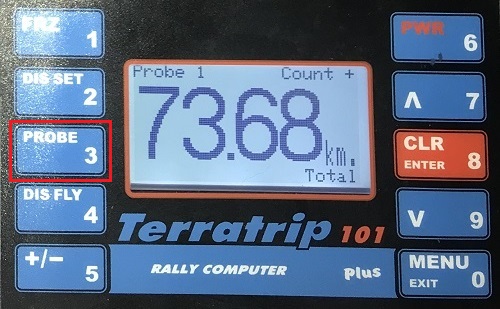 FRZ 1
DIS SET 2
PROBE 3
DIS FLY 4
+/− 5
Probe 1 Count +
73.68 km.
Total
Terratrip 101
RALLY COMPUTER plus
PWR 6
Λ 7
CLR
ENTER 8
V 9
MENU
EXIT 0